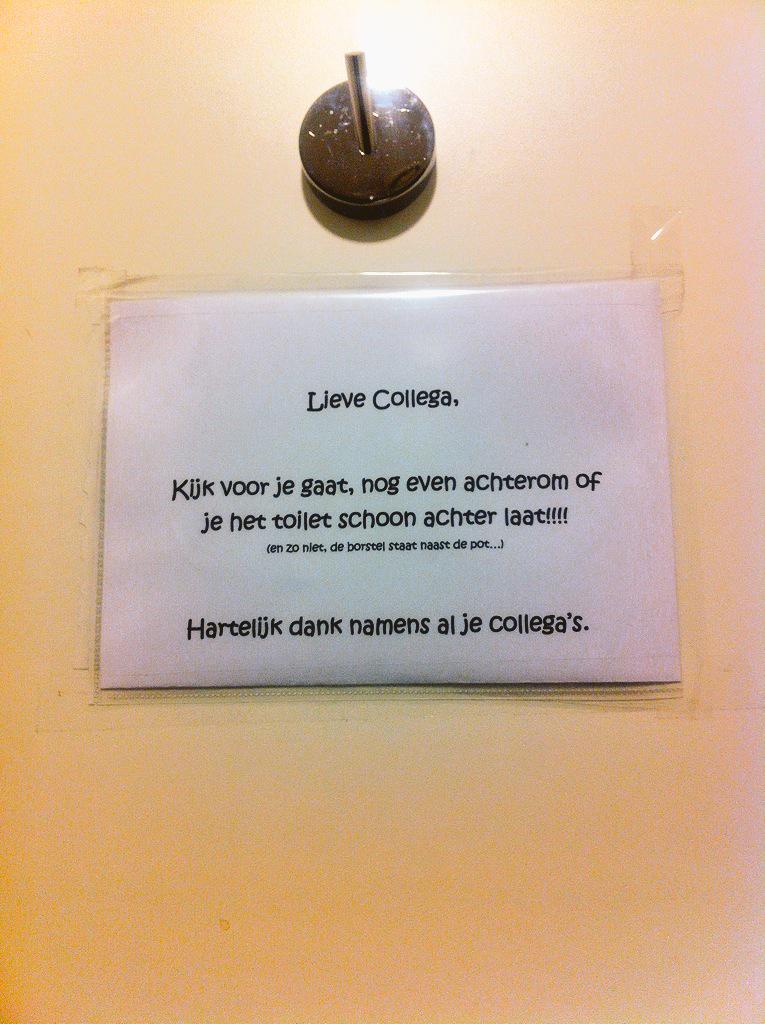 Lieve Collega,
Kijk voor je gaat, nog even achterom of
je het toilet schoon achter laat!!!!
(en zo niet, de borstel staat naast de pot...)
Hartelijk dank namens al je collega's.